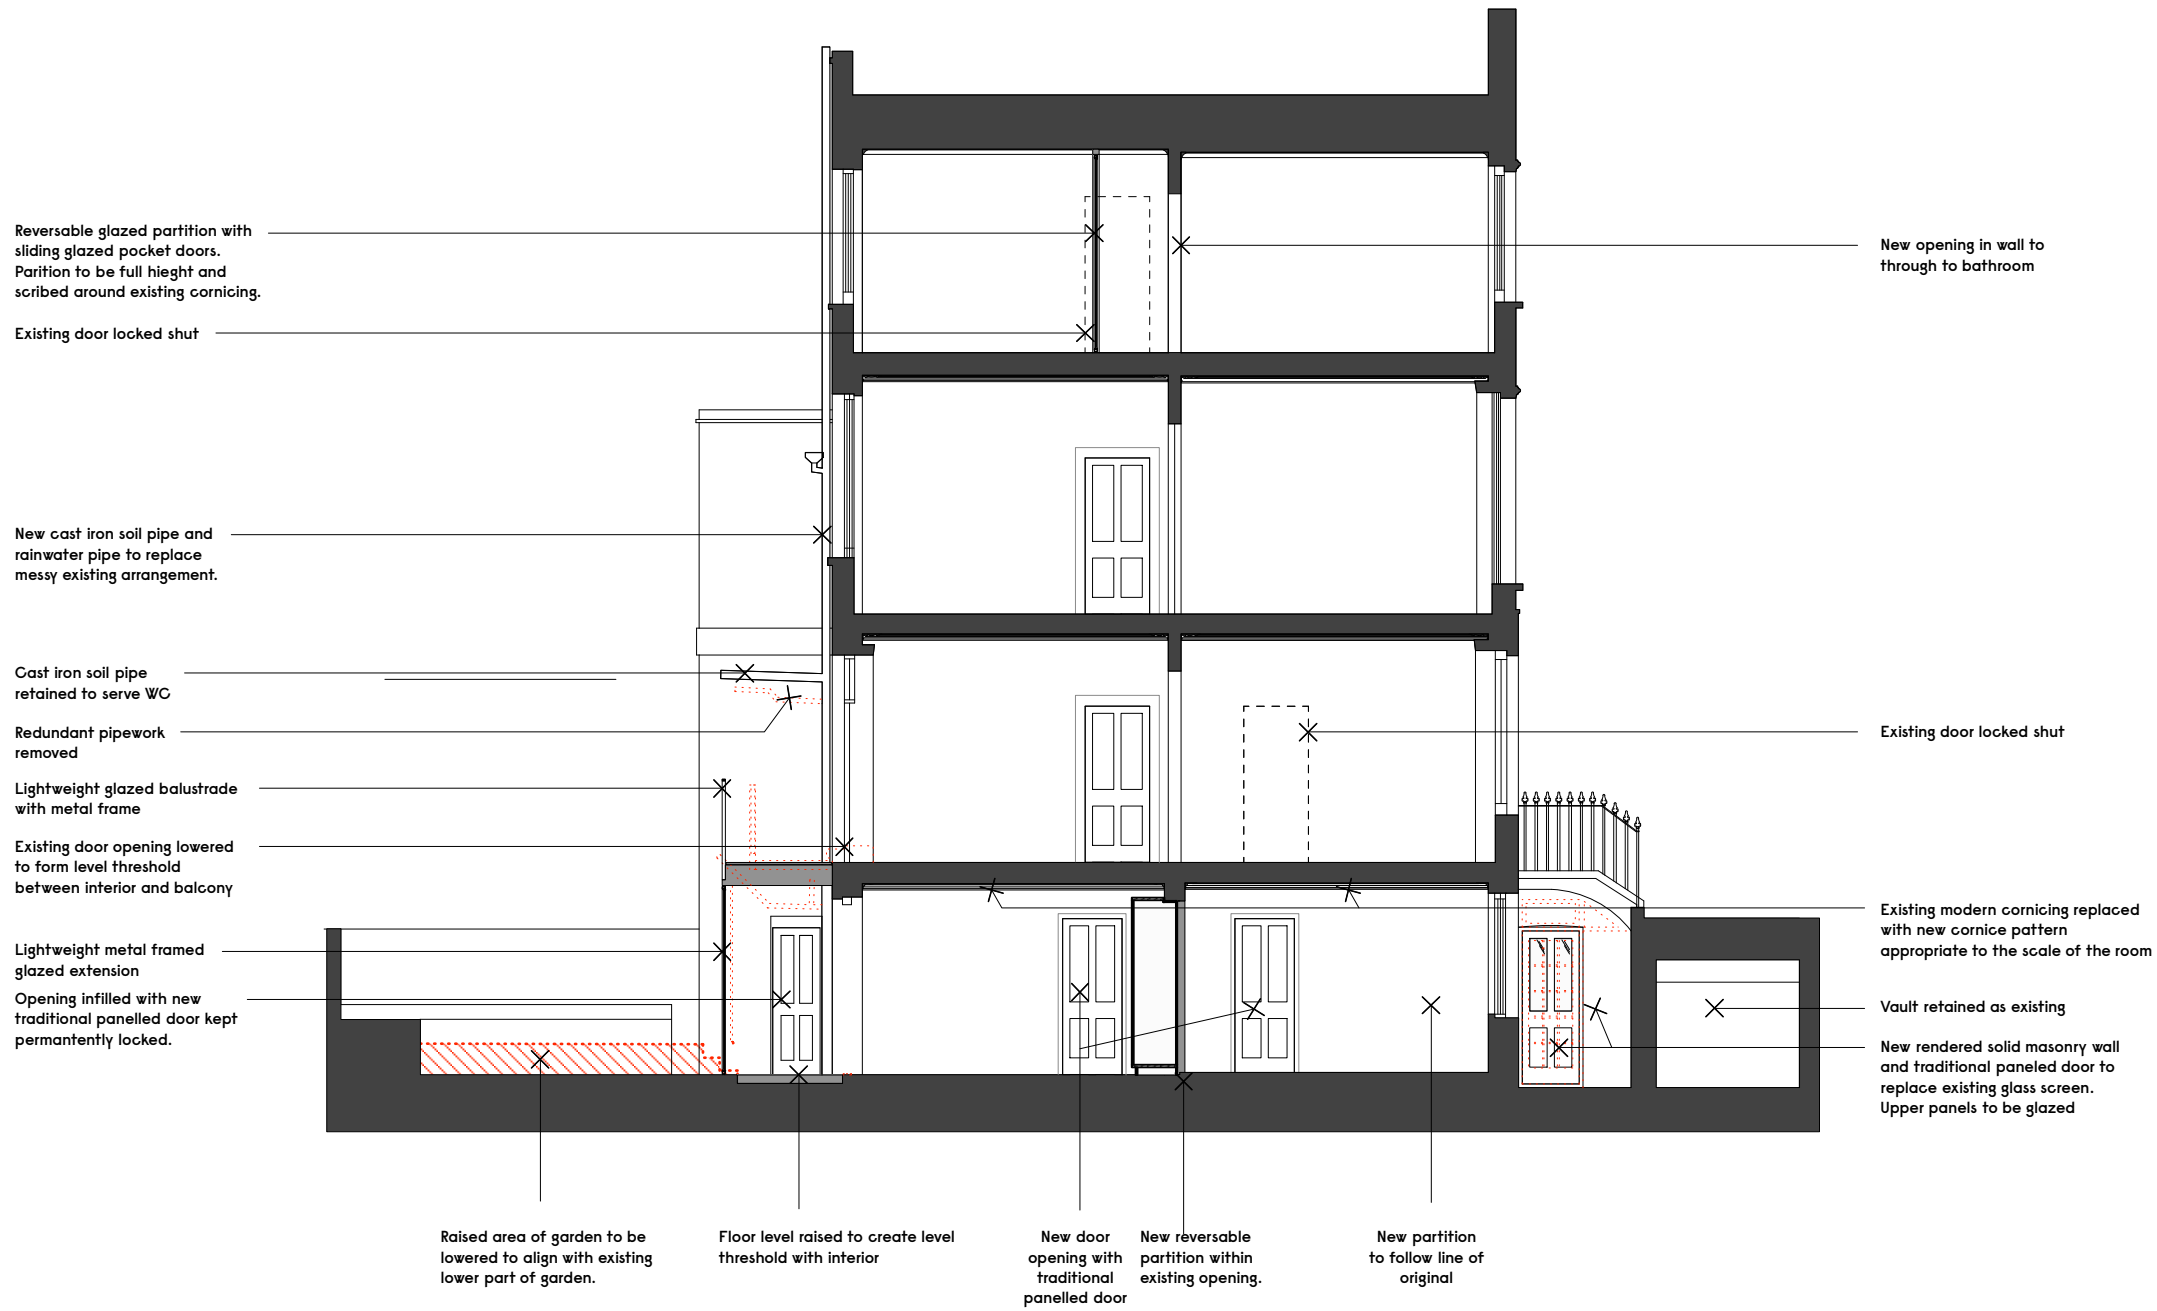 Reversable glazed partition with
sliding glazed pocket doors.
Parition to be full hieght and
scribed around existing cornicing.
Existing door locked shut
New cast iron soil pipe and
rainwater pipe to replace
messy existing arrangement.
Cast iron soil pipe
retained to serve WC
Redundant pipework
removed
Lightweight glazed balustrade
with metal frame
Existing door opening lowered
to form level threshold
between interior and balcony
Lightweight metal framed
glazed extension
Opening infilled with new
traditional panelled door kept
permantently locked.
New opening in wall to
through to bathroom
Existing door locked shut
Existing modern cornicing replaced
with new cornice pattern
appropriate to the scale of the room
Vault retained as existing
New rendered solid masonry wall
and traditional paneled door to
replace existing glass screen.
Upper panels to be glazed
Raised area of garden to be
lowered to align with existing
lower part of garden.
Floor level raised to create level
threshold with interior
New door
opening with
traditional
panelled door
New reversable
partition within
existing opening.
New partition
to follow line of
original